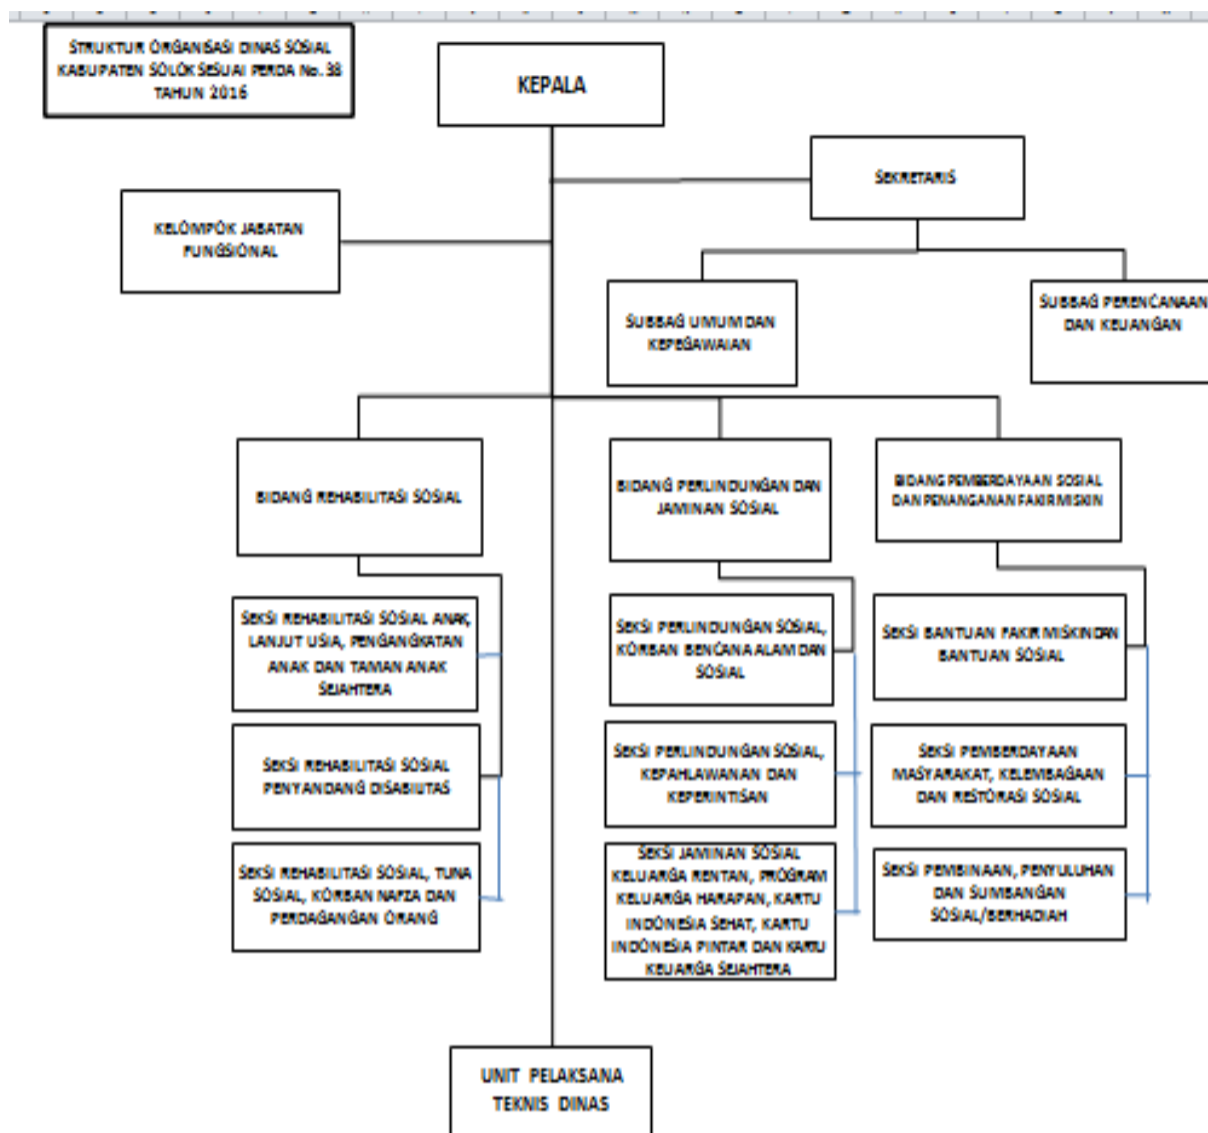 STRUKTUR ORGANISASI DINAS SOSIAL
KABUPATEN SOLOK SESUAI PERDA No. 38
TAHUN 2016
KEPALA
SEKRETARIS
KELOMPOK JABATAN
FUNGSIONAL
SUBBAG UMUM DAN
KEPEGAWAIAN
SUBBAG PERENCANAAN
DAN KEUANGAN
BIDANG REHABILITASI SOSIAL
BIDANG PERLINDUNGAN DAN
JAMINAN SOSIAL
BIDANG PEMBERDAYAAN SOSIAL
DAN PENANGANAN FAKIR MISKIN
SEKSI REHABILITASI SOSIAL ANAK,
LANJUT USIA, PENGANGKATAN
ANAK DAN TAMAN ANAK
SEJAHTERA
SEKSI PERLINDUNGAN SOSIAL,
KORBAN BENCANA ALAM DAN
SOSIAL
SEKSI BANTUAN FAKIR MISKIN DAN
BANTUAN SOSIAL
SEKSI REHABILITASI SOSIAL
PENYANDANG DISABILITAS
SEKSI PERLINDUNGAN SOSIAL,
KEPAHLAWANAN DAN
KEPERINTISAN
SEKSI PEMBERDAYAAN
MASYARAKAT, KELEMBAGAAN
DAN RESTORASI SOSIAL
SEKSI REHABILITASI SOSIAL, TUNA
SOSIAL, KORBAN NAFZA DAN
PERDAGANGAN ORANG
SEKSI JAMINAN SOSIAL
KELUARGA RENTAN, PROGRAM
KELUARGA HARAPAN, KARTU
INDONESIA SEHAT, KARTU
INDONESIA PINTAR DAN KARTU
KELUARGA SEJAHTERA
SEKSI PEMBINAAN, PENYULUHAN
DAN SUMBANGAN
SOSIAL/BERHADIAH
UNIT PELAKSANA
TEKNIS DINAS